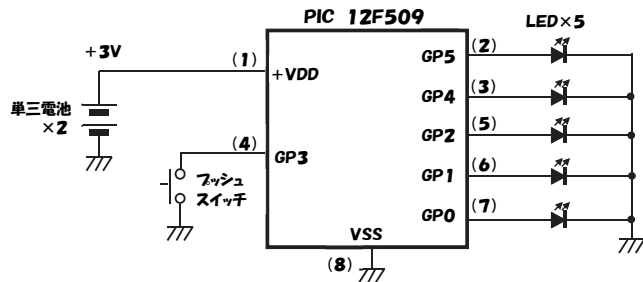 PIC 12F509
LED×5
+3V
(1)
+VDD
単三電池
×2
(4)
GP3
プッシュ
スイッチ
GP5
(2)
GP4
(3)
GP2
(5)
GP1
(6)
GP0
(7)
VSS
(8)